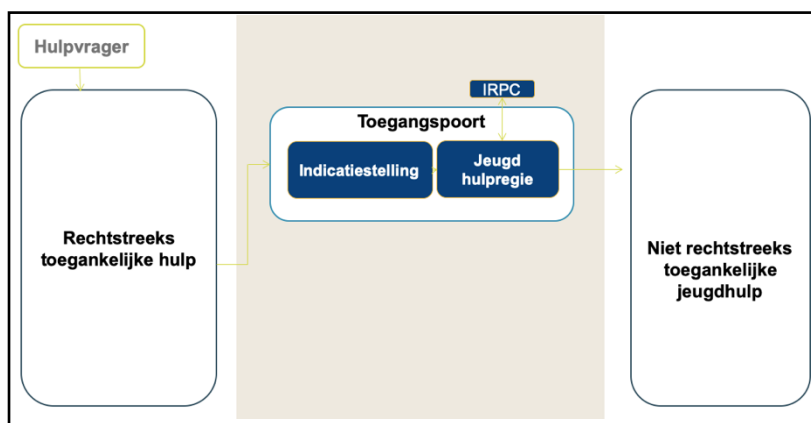 Hulpvrager
IRPC
Toegangspoort
Indicatiestelling
Jeugd
hulpregie
Rechtstreeks
toegankelijke hulp
Niet rechtstreeks
toegankelijke
jeugdhulp